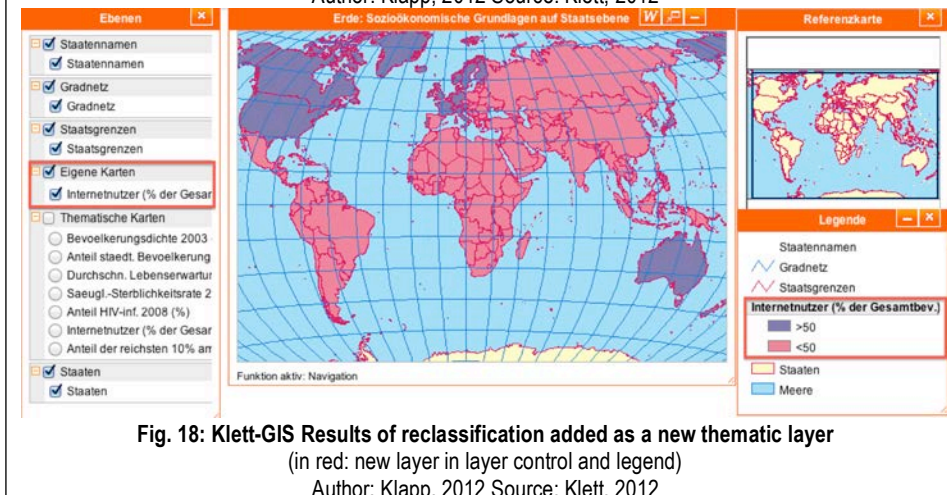 Author: Klapp, 2012 Source: Klett, 2012
Ebenen
Staatennamen
Staatennamen
Gradnetz
Gradnetz
Staatsgrenzen
Staatsgrenzen
Eigene Karten
Internetnutzer (% der Gesar
Thematische Karten
Bevoelkerungsdichte 2003
Anteil staedt. Bevoelkerung
Durchschn. Lebenserwartur
Saeugl.-Sterblichkeitsrate 2
Anteil HIV-inf. 2008 (%)
Internetnutzer (% der Gesar
Anteil der reichsten 10% am
Staaten
Staaten
Erde: Sozioökonomische Grundlagen auf Staatsebene W
Funktion aktiv: Navigation
Referenzkarte
Legende
Staatennamen
Gradnetz
Staatsgrenzen
Internetnutzer (% der Gesamtbev.)
>50
<50
Staaten
Meere
Fig. 18: Klett-GIS Results of reclassification added as a new thematic layer
(in red: new layer in layer control and legend)
Author: Klapp, 2012 Source: Klett, 2012